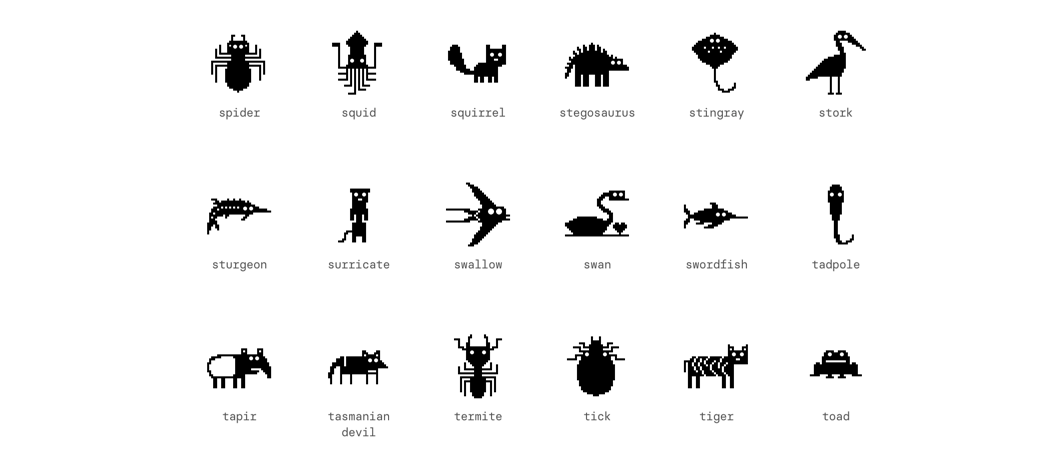 spider
squid
squirrel
stegosaurus
stingray
stork
sturgeon
surricate
swallow
swan
swordfish
tadpole
tapir
tasmanian
devil
termite
tick
tiger
toad